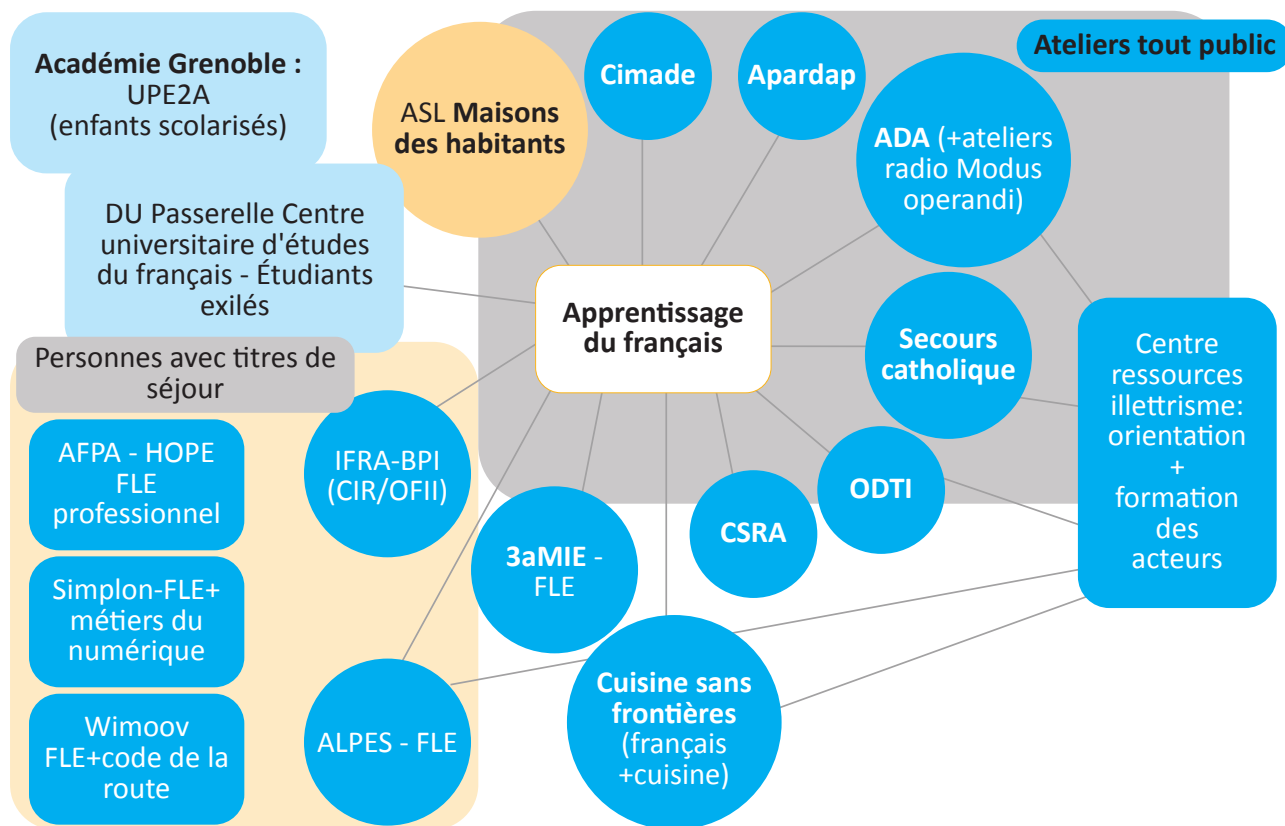 Académie Grenoble :
UPE2A
(enfants scolarisés)
DU Passerelle Centre
universitaire d'études
du français - Étudiants
exilés
ASL Maisons
des habitants
Cimade
Apardap
Ateliers tout public
ADA (+ateliers
radio Modus
operandi)
Apprentissage
du français
Secours
catholique
Centre
ressources
illettrisme:
orientation
+
formation
des
acteurs
Personnes avec titres de
séjour
AFPA - HOPE
FLE
professionnel
IFRA-BPI
(CIR/OFII)
Simplon-FLE+
métiers du
numérique
Wimoov
FLE+code de la
route
ALPES - FLE
3aMIE -
FLE
CSRA
ODTI
Cuisine sans
frontières
(français
+cuisine)